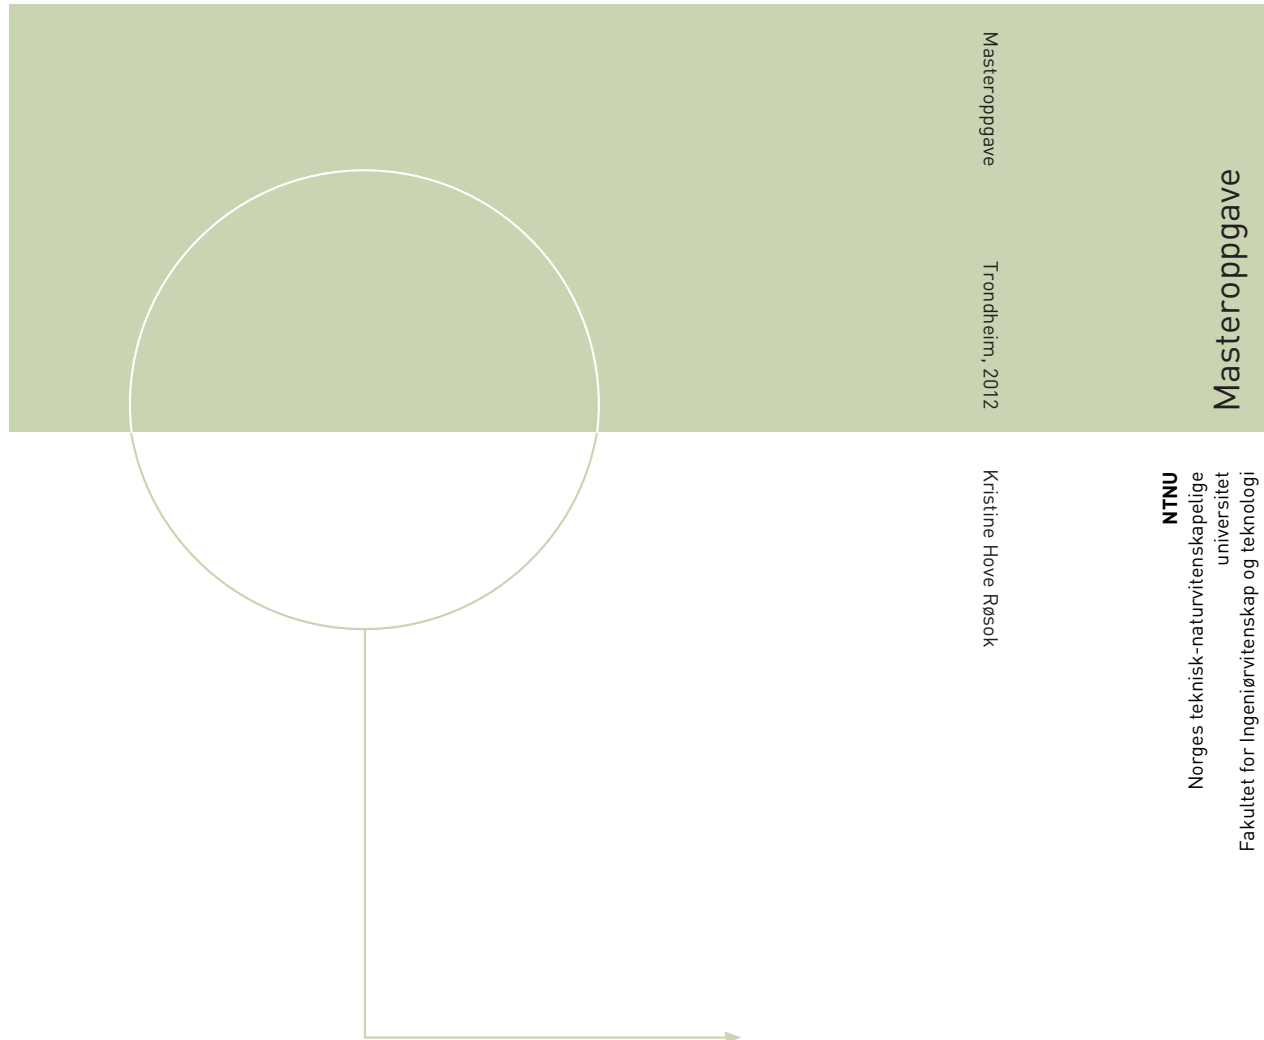 Masteroppgave
Trondheim, 2012
Kristine Hove Røsok
Masteroppgave
NTNU
Norges teknisk-naturvitenskapelige
universitet
Fakultet for Ingeniørvitenskap og teknologi